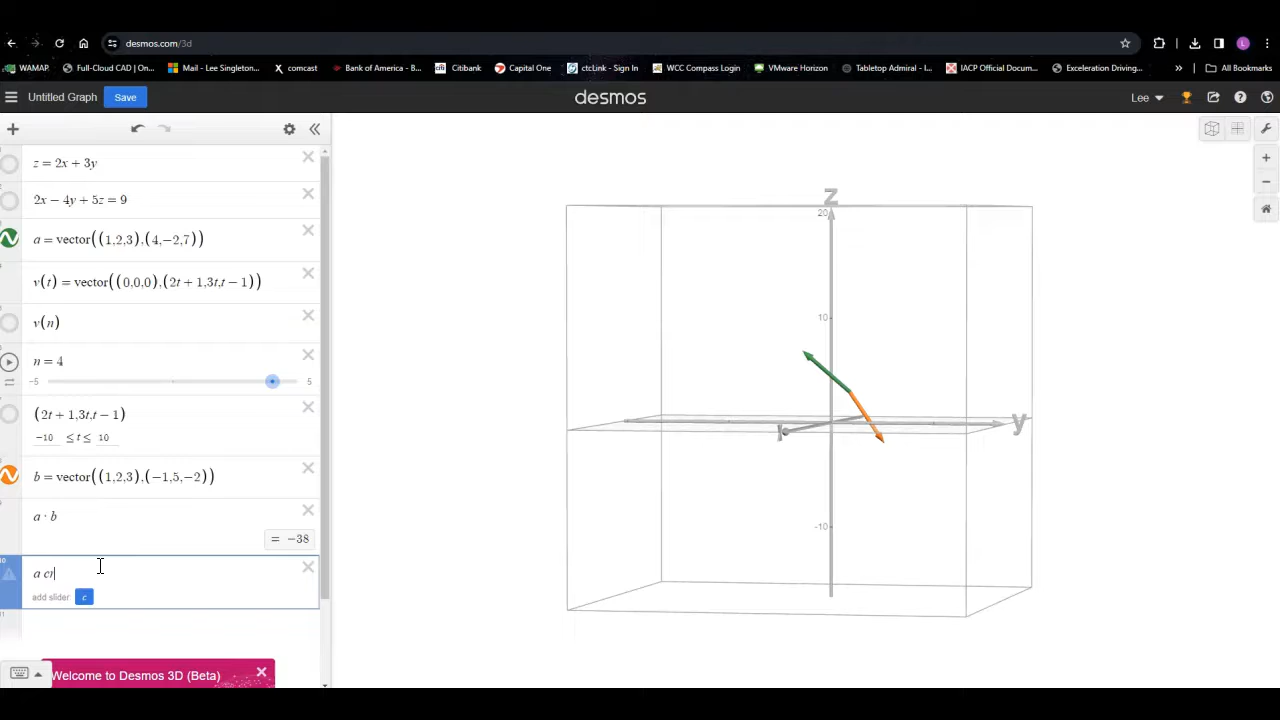 desmos.com/3d
WAMAP
Full-Cloud CAD | On...
Mail - Lee Singleton...
comcast
Bank of America - B...
citi Citibank
Capital One
ctcLink - Sign In
WCC Compass Login
VMware Horizon
Tabletop Admiral - I...
IACP Official Docum...
Exceleration Driving...
» All Bookmarks
Untitled Graph
Save
desmos
Lee
z = 2x + 3y
2x − 4y + 5z = 9
a = vector((1,2,3),(4,−2,7))
v(t) = vector((0,0,0),(2t + 1,3t,t − 1))
v(n)
n = 4
-5
5
(2t + 1,3t,t − 1)
−10 ≤ t ≤ 10
b = vector((1,2,3),(−1,5,−2))
a · b
= −38
10
a cr
add slider c
11
Welcome to Desmos 3D (Beta)
z
20
10
y
-10